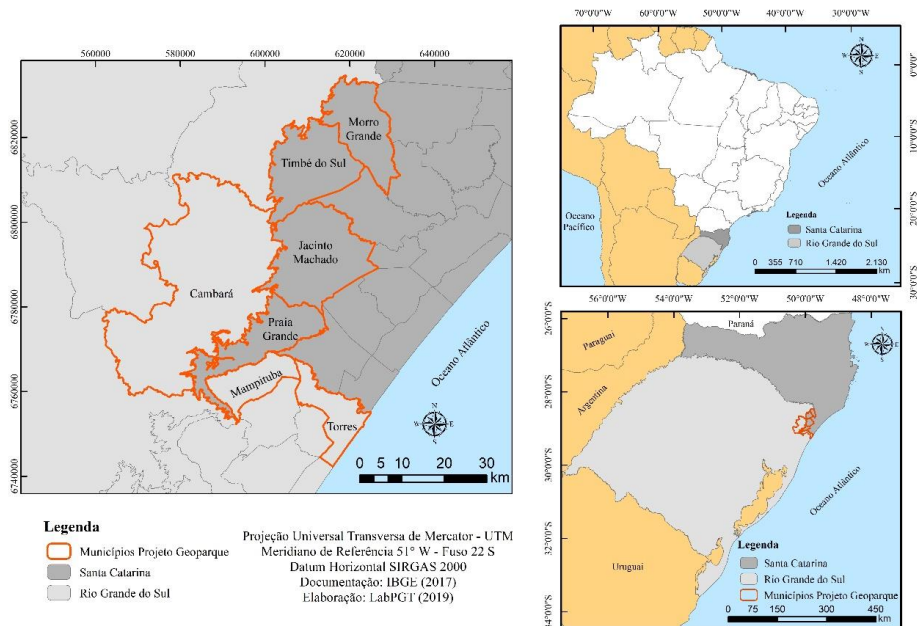 560000 580000 600000 620000 640000
6820000
6800000
6780000
6760000
6740000
Morro
Grande
Timbé do Sul
Jacinto
Machado
Cambará
Praia
Grande
Mampituba
Torres
Oceano Atlântico
N
W E
S
0 5 10 20 30
km
Legenda
Municípios Projeto Geoparque
Santa Catarina
Rio Grande do Sul
Projeção Universal Transversa de Mercator - UTM
Meridiano de Referência 51° W - Fuso 22 S
Datum Horizontal SIRGAS 2000
Documentação: IBGE (2017)
Elaboração: LabPGT (2019)
70°0'0"W 60°0'0"W 50°0'0"W 40°0'0"W 30°0'0"W
0°0'0"
10°0'0"S
20°0'0"S
30°0'0"S
N
W E
S
Oceano Atlântico
Oceano
Pacífico
Legenda
Santa Catarina
Rio Grande do Sul
0 355 710 1.420 2.130
km
56°0'0"W 54°0'0"W 52°0'0"W 50°0'0"W 48°0'0"W
26°0'0"S
28°0'0"S
30°0'0"S
32°0'0"S
34°0'0"S
Paraná
Paraguai
Argentina
Uruguai
Oceano Atlântico
N
W E
S
Legenda
Santa Catarina
Rio Grande do Sul
Municípios Projeto Geoparque
0 75 150 300 450
km